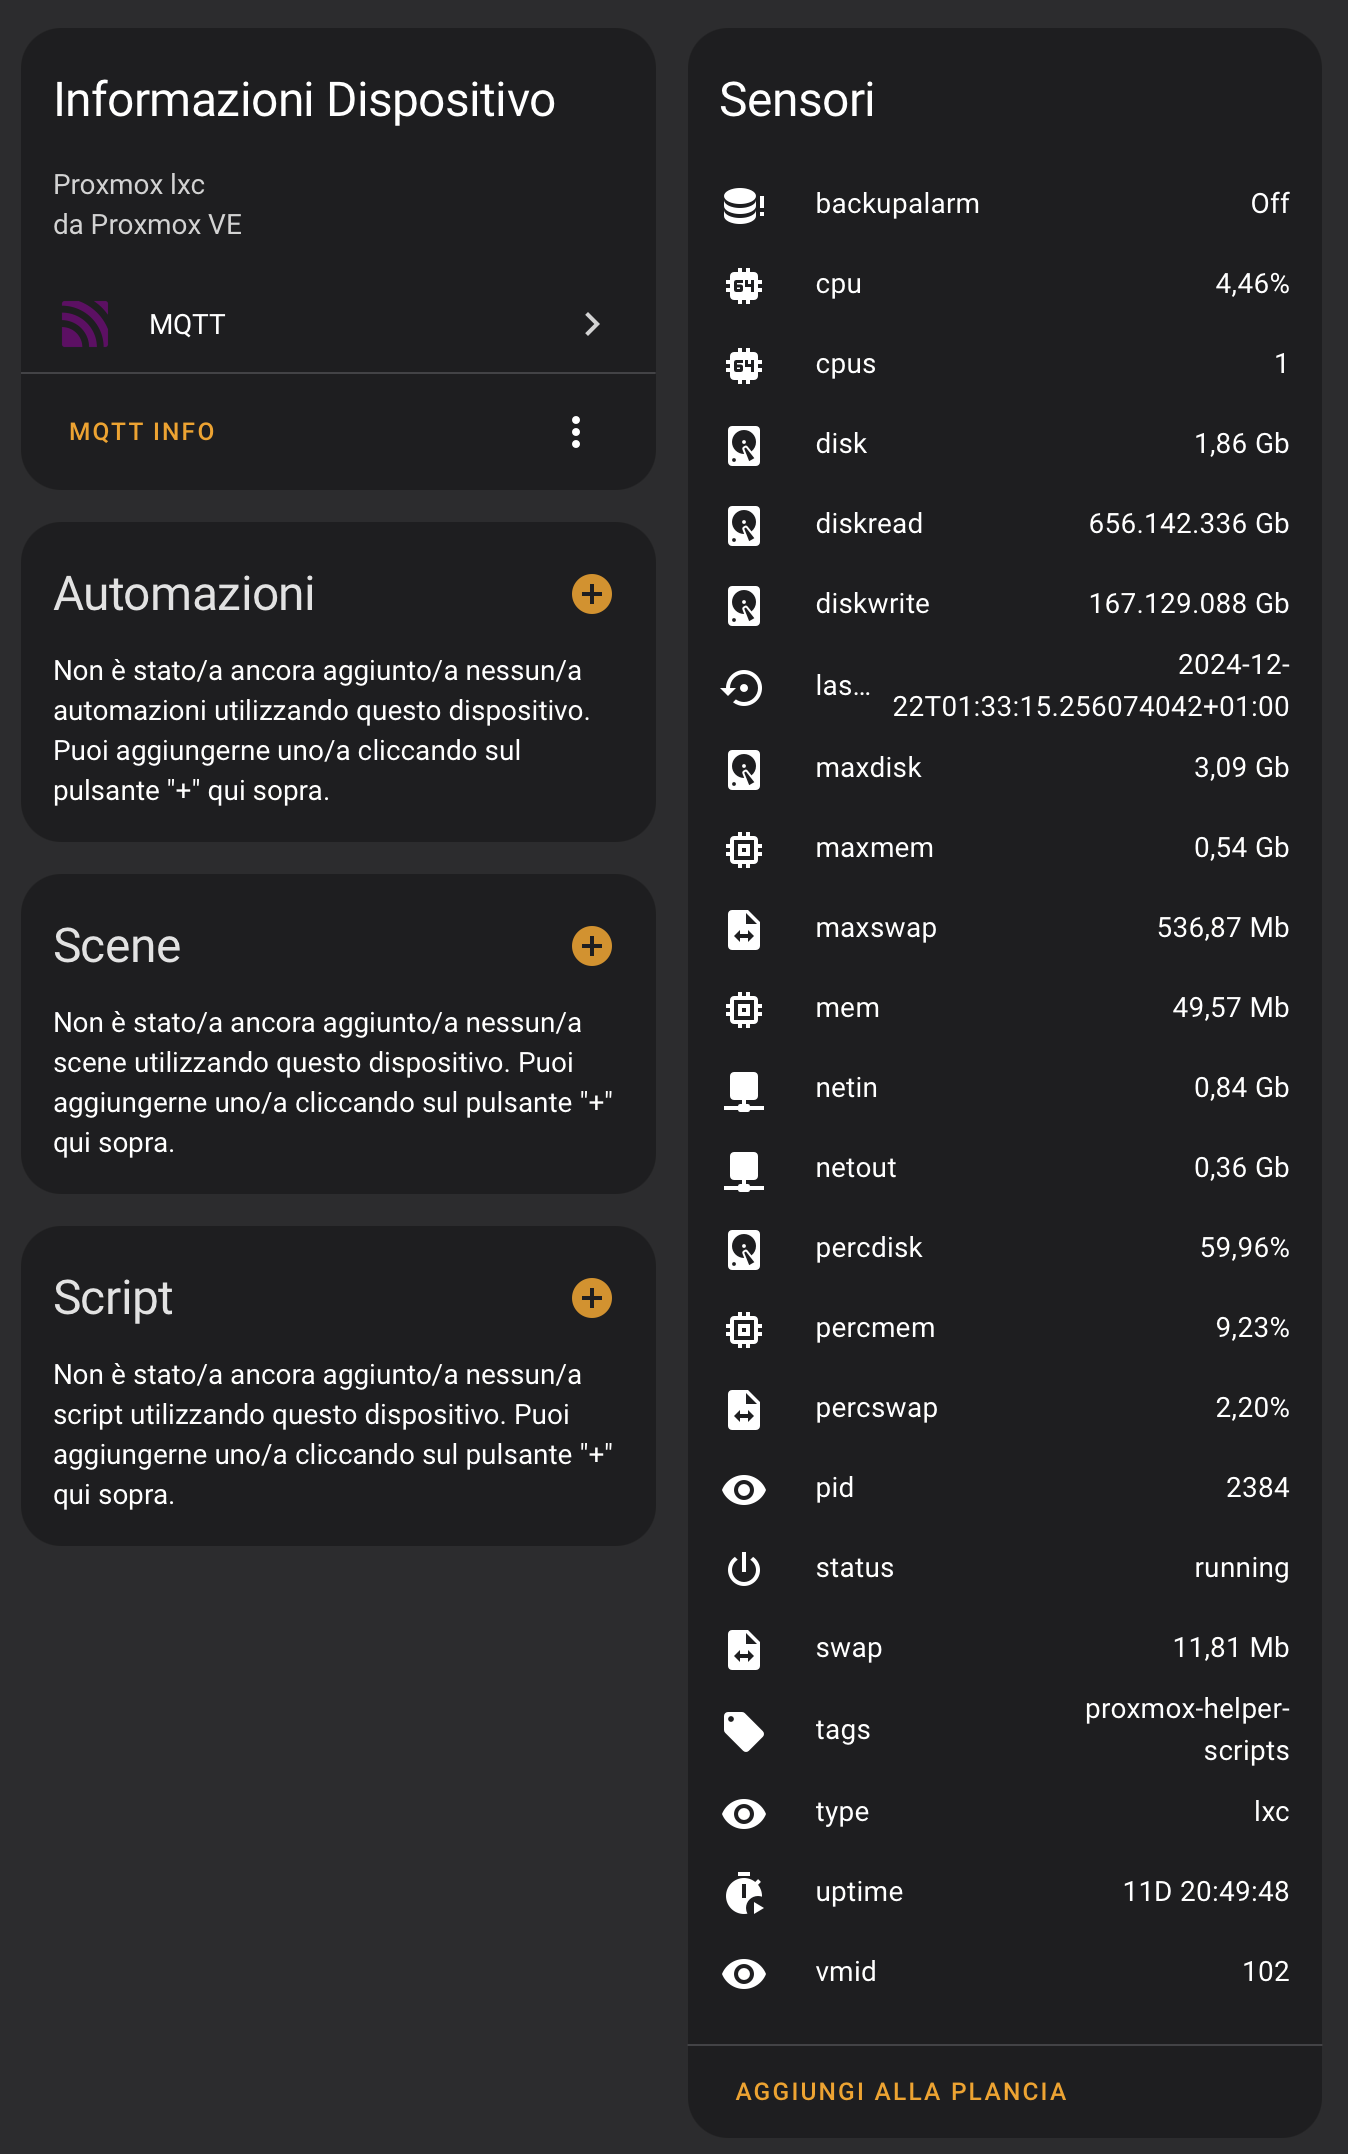 Informazioni Dispositivo
Proxmox lxc
da Proxmox VE
MQTT
MQTT INFO
Automazioni
Non è stato/a ancora aggiunto/a nessun/a
automazioni utilizzando questo dispositivo.
Puoi aggiungerne uno/a cliccando sul
pulsante "+" qui sopra.
Scene
Non è stato/a ancora aggiunto/a nessun/a
scene utilizzando questo dispositivo. Puoi
aggiungerne uno/a cliccando sul pulsante "+"
qui sopra.
Script
Non è stato/a ancora aggiunto/a nessun/a
script utilizzando questo dispositivo. Puoi
aggiungerne uno/a cliccando sul pulsante "+"
qui sopra.
Sensori
backupalarm Off
64 cpu 4,46%
64 cpus 1
disk 1,86 Gb
diskread 656.142.336 Gb
diskwrite 167.129.088 Gb
las... 2024-12-
22T01:33:15.256074042+01:00
maxdisk 3,09 Gb
maxmem 0,54 Gb
maxswap 536,87 Mb
mem 49,57 Mb
netin 0,84 Gb
netout 0,36 Gb
percdisk 59,96%
percmem 9,23%
percswap 2,20%
pid 2384
status running
swap 11,81 Mb
tags proxmox-helper-
scripts
type lxc
uptime 11D 20:49:48
vmid 102
AGGIUNGI ALLA PLANCIA